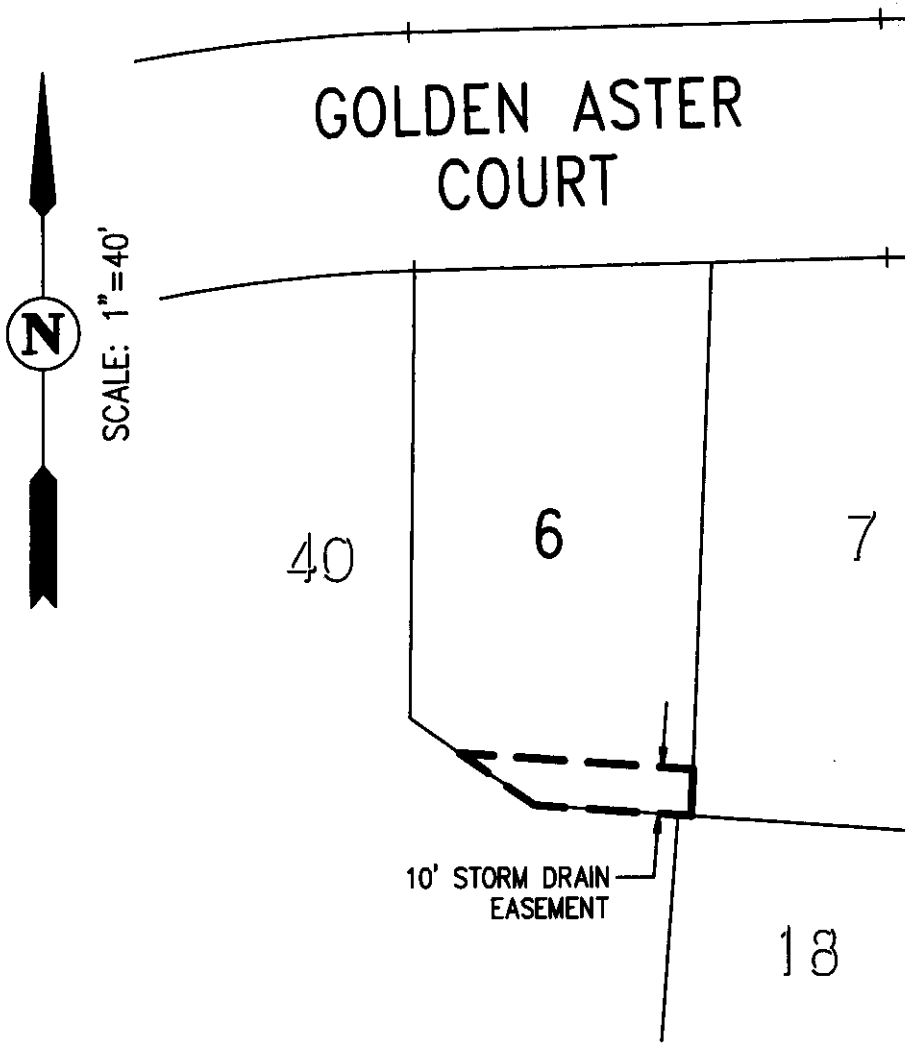 GOLDEN ASTER
COURT
N
SCALE: 1"=40'
40
6
7
10' STORM DRAIN
EASEMENT
18